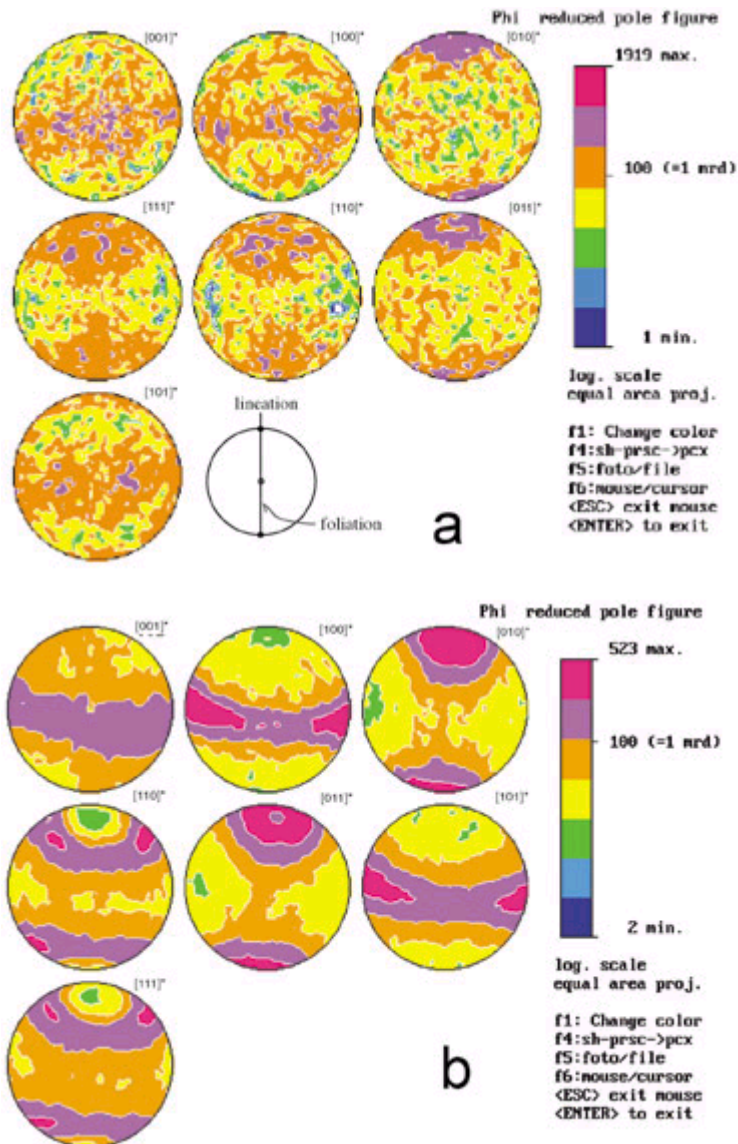 Phi reduced pole figure
[001]* [100]* [010]*
1919 max.
100 (=1 mrd)
[111]* [110]* [011]*
1 min.
log. scale
equal area proj.
[101]*
lineation
foliation
f1: Change color
f4:sh-prsc->pcx
f5:foto/file
f6:mouse/cursor
<ESC> exit mouse
<ENTER> to exit
a
Phi reduced pole figure
[001]* [100]* [010]*
523 max.
100 (=1 mrd)
[110]* [011]* [101]*
2 min.
log. scale
equal area proj.
[111]*
f1: Change color
f4:sh-prsc->pcx
f5:foto/file
f6:mouse/cursor
<ESC> exit mouse
<ENTER> to exit
b